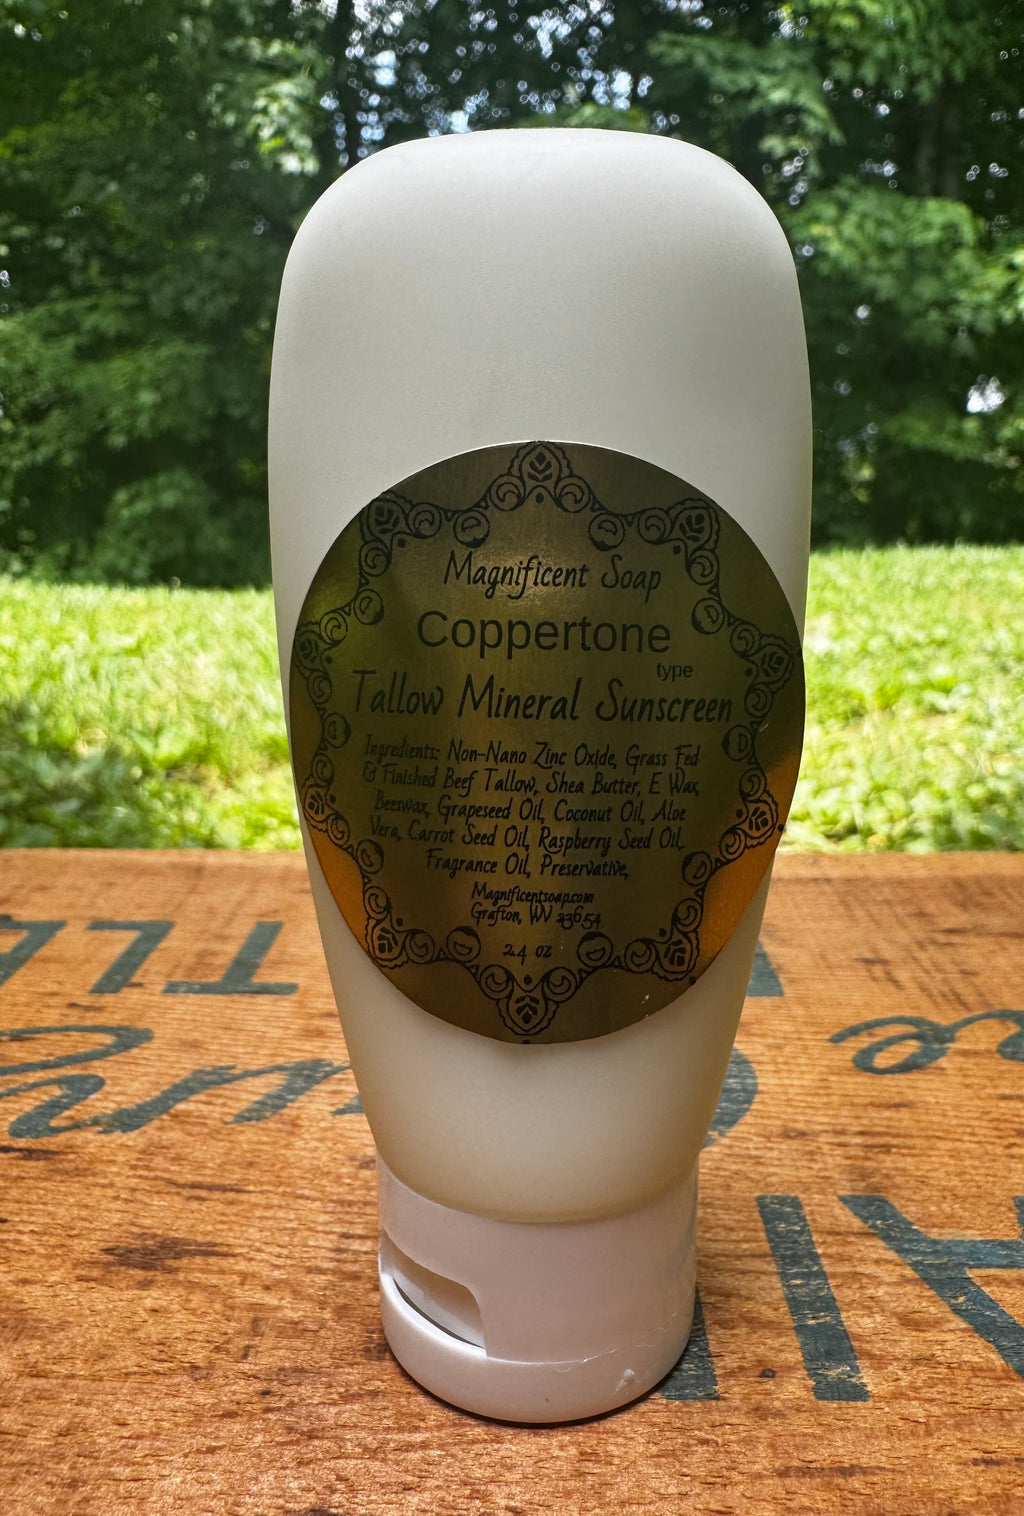 Magnificent Soap
Coppertone
type
Tallow Mineral Sunscreen
Ingredients: Non-Nano Zinc Oxide, Grass Fed
& Finished Beef Tallow, Shea Butter, E Wax,
Beeswax, Grapeseed Oil, Coconut Oil, Aloe
Vera, Carrot Seed Oil, Raspberry Seed Oil,
Fragrance Oil, Preservative,
Magnificentsoap.com
Grafton, WV 23654
2.4 oz